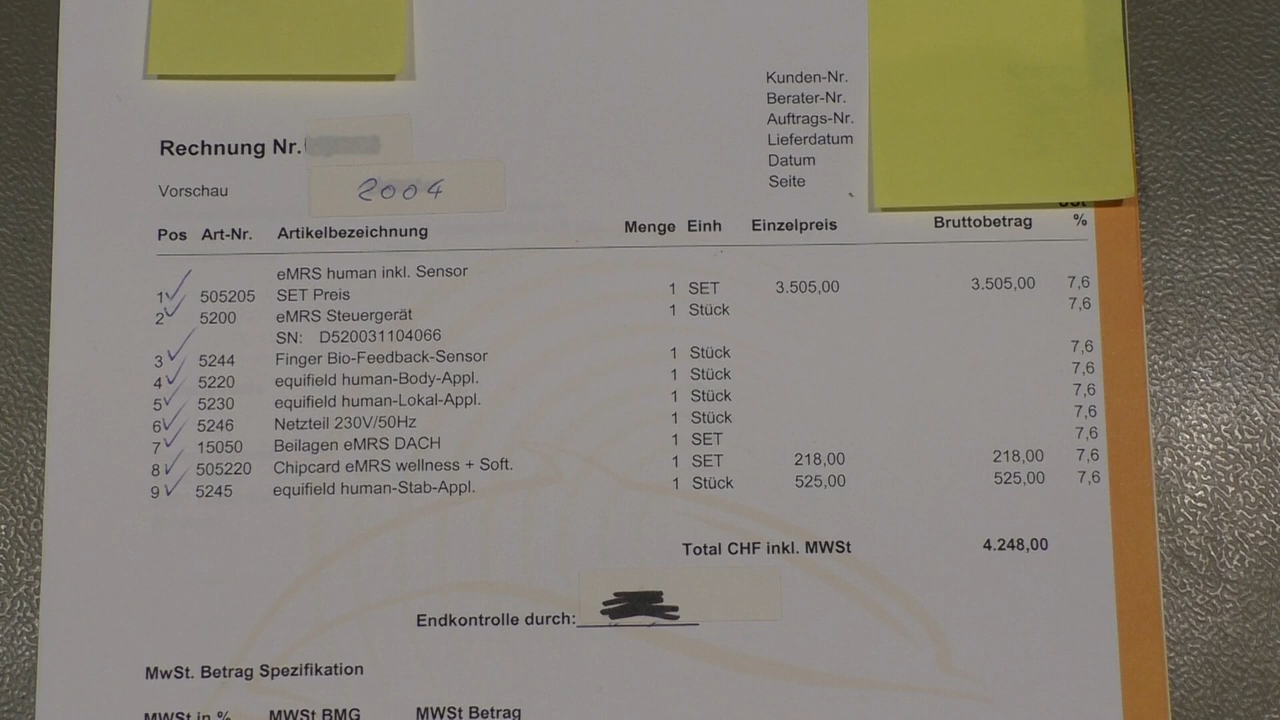 Kunden-Nr.
Berater-Nr.
Auftrags-Nr.
Lieferdatum
Datum
Seite
Rechnung Nr.
Vorschau 2004
Pos Art-Nr. Artikelbezeichnung Menge Einh Einzelpreis Bruttobetrag %
eMRS human inkl. Sensor
1 505205 SET Preis 1 SET 3.505,00 3.505,00 7,6
2 5200 eMRS Steuergerät 1 Stück 7,6
SN: D520031104066
3 5244 Finger Bio-Feedback-Sensor 1 Stück 7,6
4 5220 equifield human-Body-Appl. 1 Stück 7,6
5 5230 equifield human-Lokal-Appl. 1 Stück 7,6
6 5246 Netzteil 230V/50Hz 1 Stück 7,6
7 15050 Beilagen eMRS DACH 1 SET 7,6
8 505220 Chipcard eMRS wellness + Soft. 1 SET 218,00 218,00 7,6
9 5245 equifield human-Stab-Appl. 1 Stück 525,00 525,00 7,6
Total CHF inkl. MWSt 4.248,00
Endkontrolle durch:
MwSt. Betrag Spezifikation
MWSt in % MWSt BMG MWSt Betrag